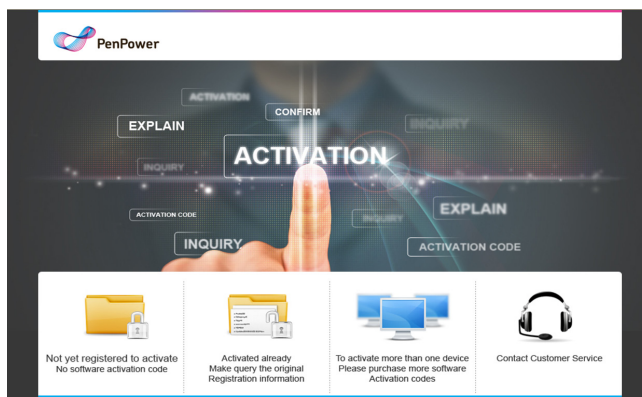 PenPower
ACTIVATION
CONFIRM
EXPLAIN
INQUIRY
ACTIVATION
INQUIRY
ACTIVATION CODE
INQUIRY
EXPLAIN
INQUIRY
ACTIVATION CODE
Not yet registered to activate
No software activation code
Activated already
Make query the original
Registration information
To activate more than one device
Please purchase more software
Activation codes
Contact Customer Service